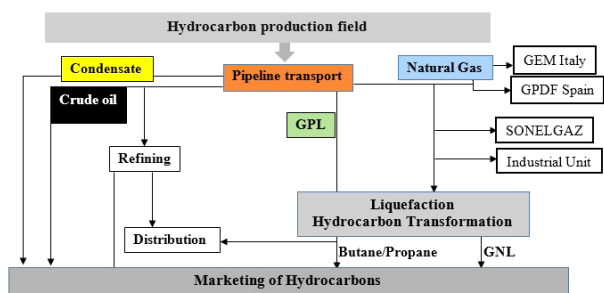 Hydrocarbon production field
Condensate
Pipeline transport
Natural Gas
GEM Italy
GPDF Spain
Crude oil
GPL
SONELGAZ
Refining
Industrial Unit
Liquefaction
Hydrocarbon Transformation
Distribution
Butane/Propane
GNL
Marketing of Hydrocarbons